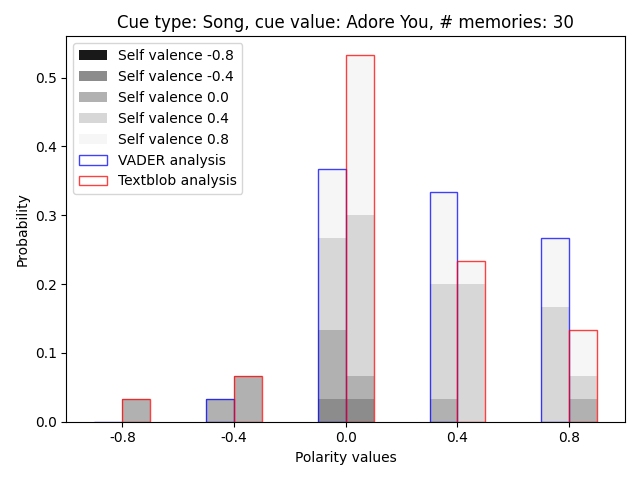 Cue type: Song, cue value: Adore You, # memories: 30
Self valence -0.8
Self valence -0.4
Self valence 0.0
Self valence 0.4
Self valence 0.8
VADER analysis
Textblob analysis
Probability
0.5
0.4
0.3
0.2
0.1
0.0
-0.8 -0.4 0.0 0.4 0.8
Polarity values